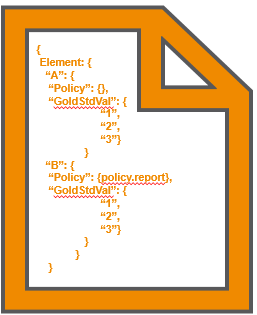 {
Element: {
“A”: {
“Policy”: {},
“GoldStdVal”: {
“1”,
“2”,
“3”}
}
“B”: {
“Policy”: {policy.report},
“GoldStdVal”: {
“1”,
“2”,
“3”}
}
}
}